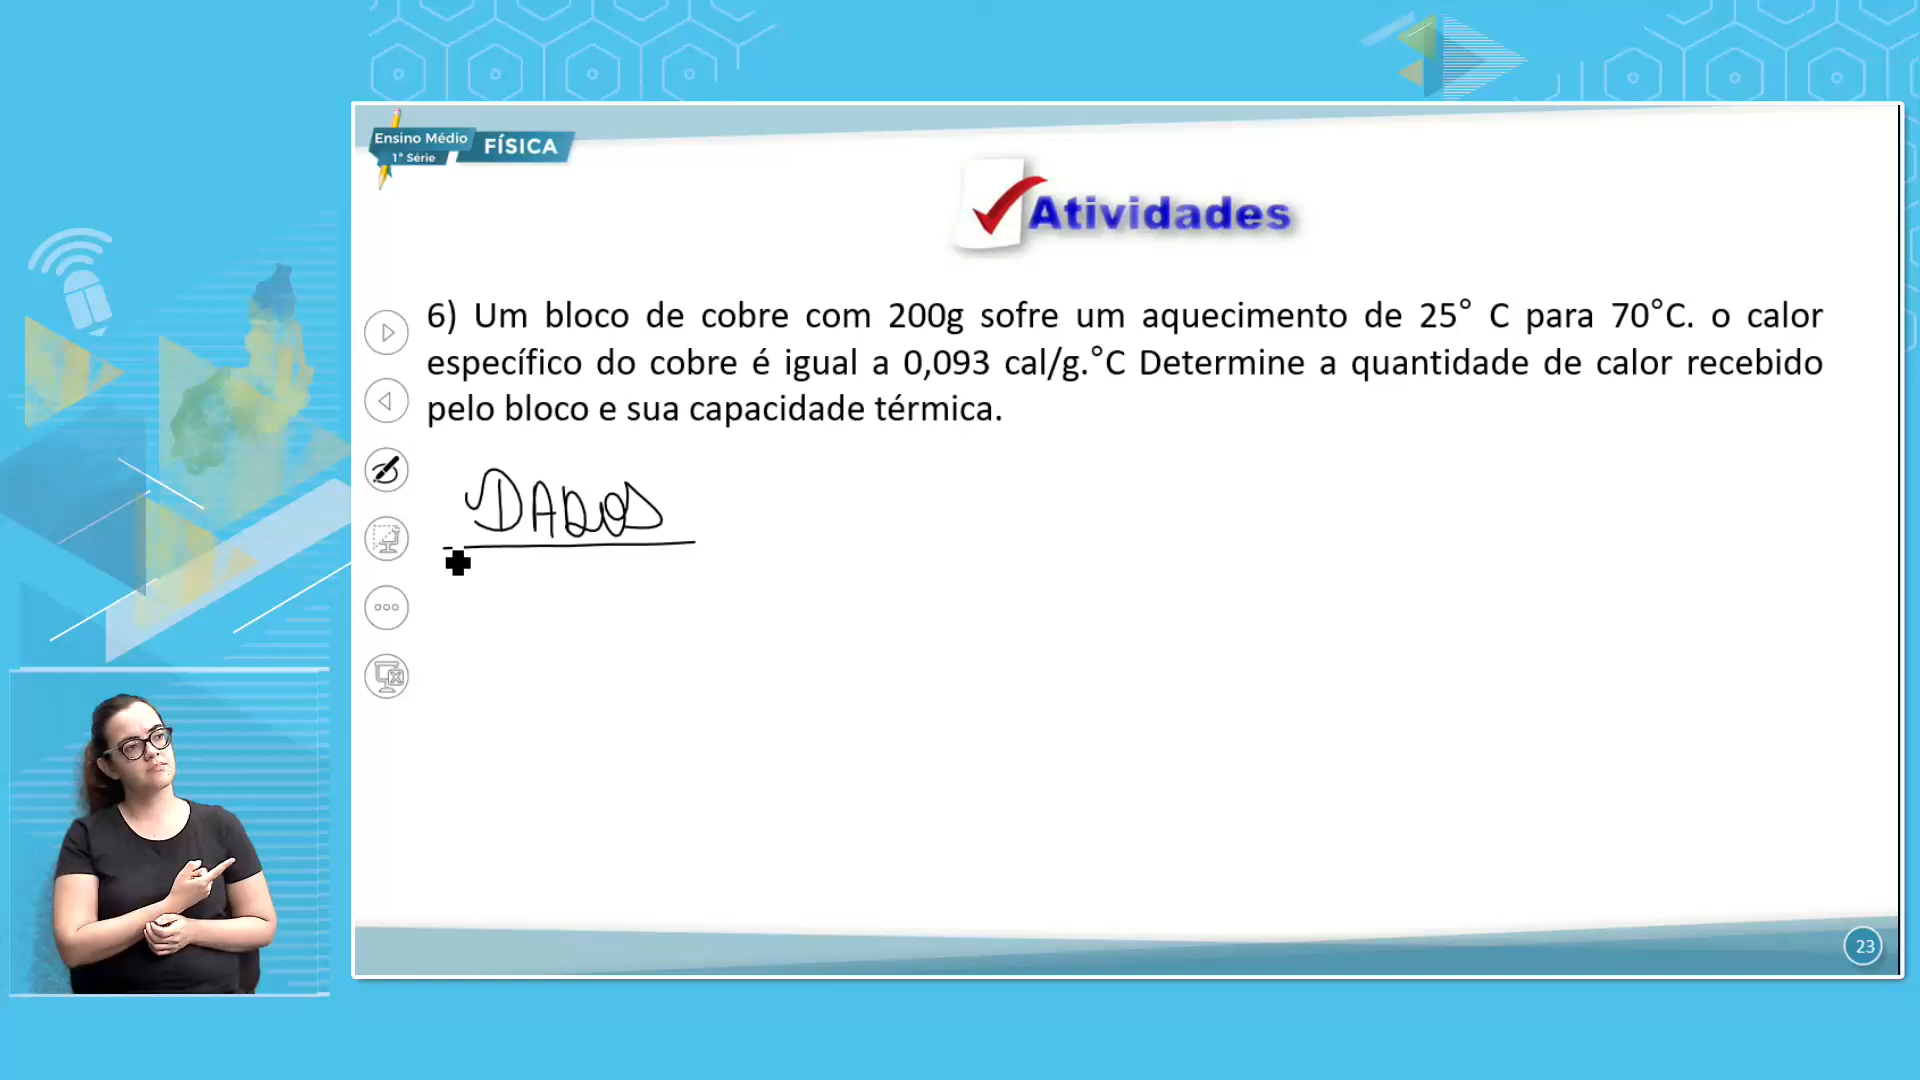 Ensino Médio
1ª Série
FÍSICA
Atividades
6) Um bloco de cobre com 200g sofre um aquecimento de 25° C para 70°C. o calor
específico do cobre é igual a 0,093 cal/g.°C Determine a quantidade de calor recebido
pelo bloco e sua capacidade térmica.
DADOS
23